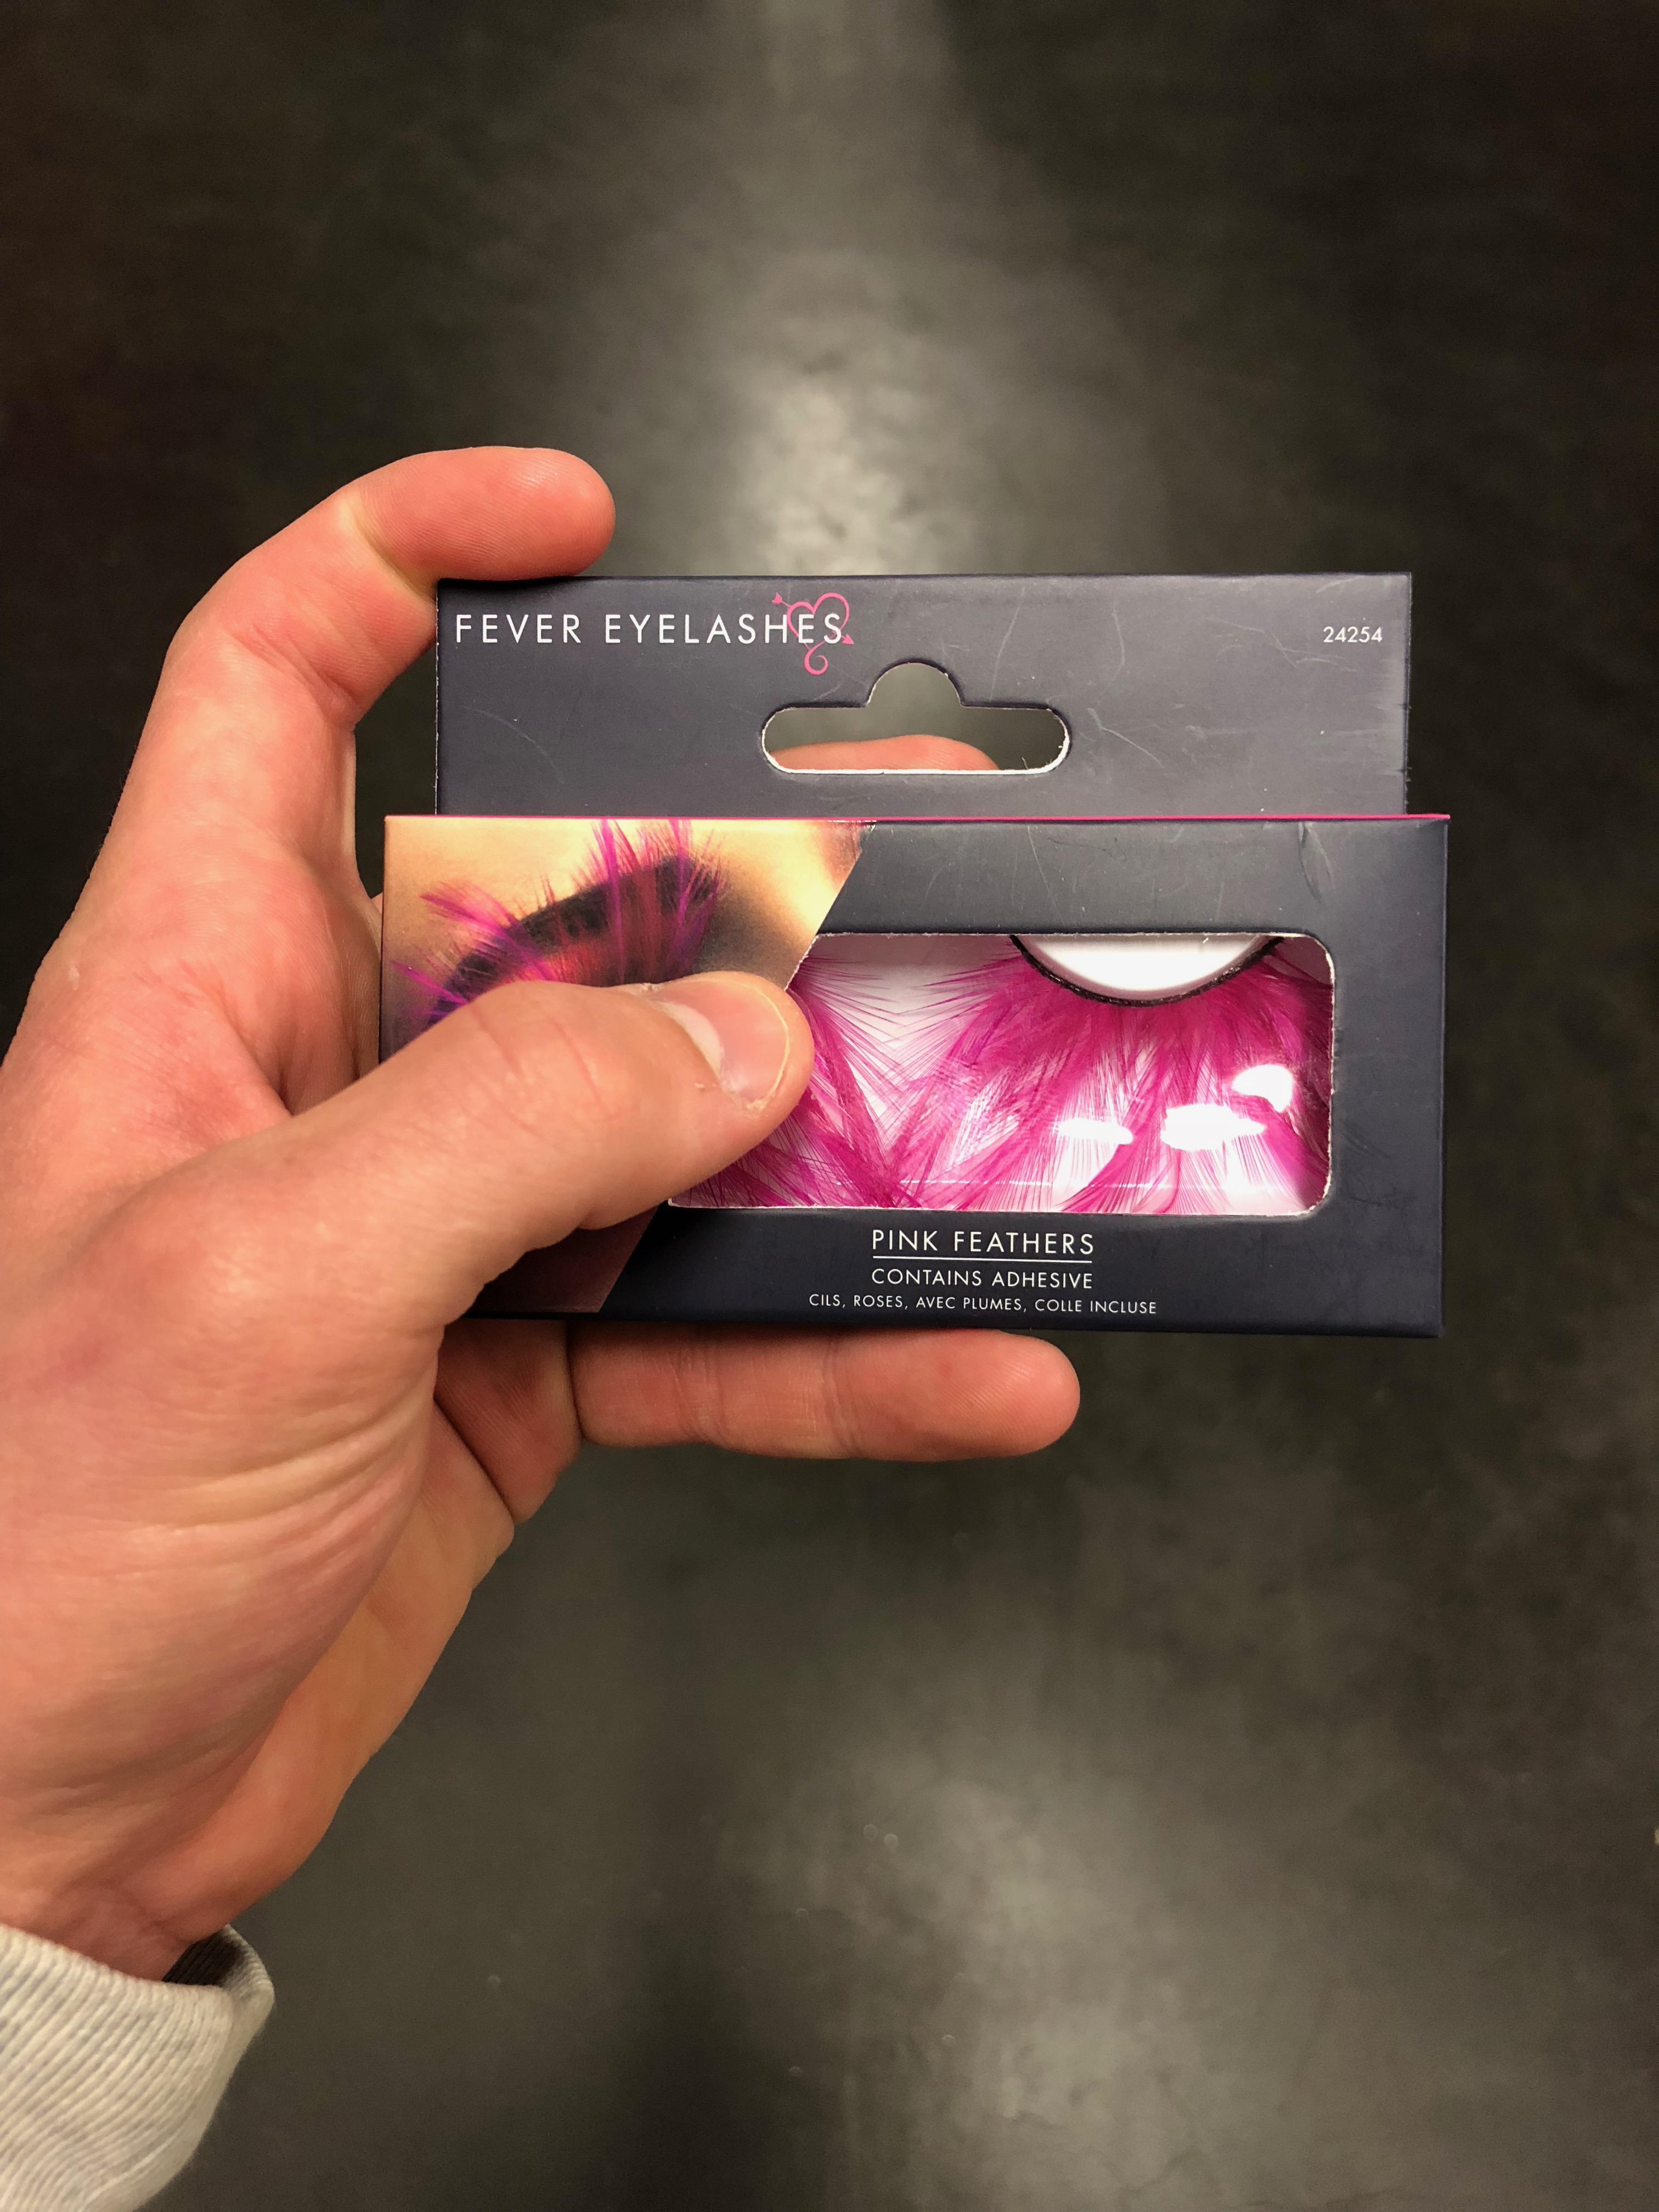 FEVER EYELASHES
24254
PINK FEATHERS
CONTAINS ADHESIVE
CILS, ROSES, AVEC PLUMES, COLLE INCLUSE